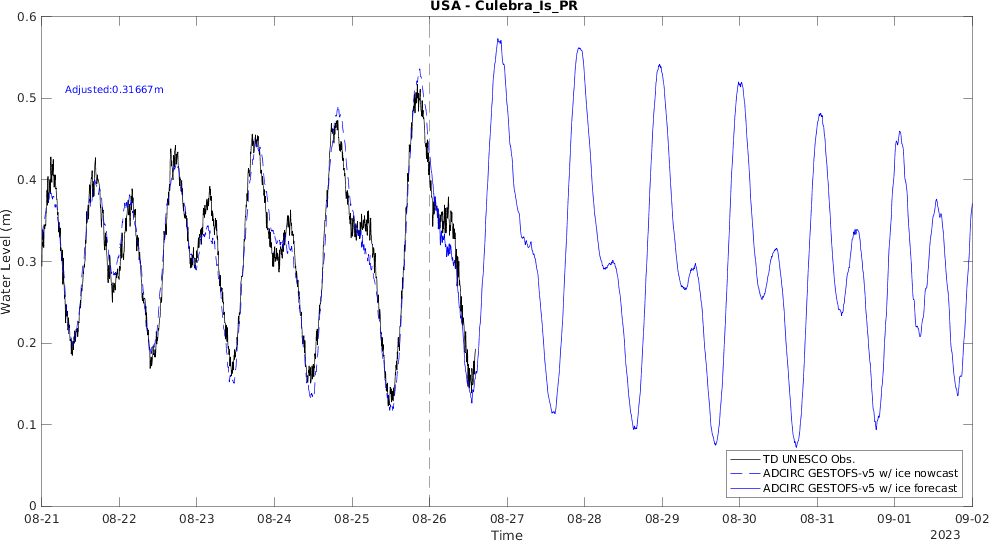 USA - Culebra_Is_PR
0.6
0.5
0.4
0.3
0.2
0.1
0
Water Level (m)
Adjusted:0.31667m
TD UNESCO Obs.
ADCIRC GESTOFS-v5 w/ ice nowcast
ADCIRC GESTOFS-v5 w/ ice forecast
08-21 08-22 08-23 08-24 08-25 08-26 08-27 08-28 08-29 08-30 08-31 09-01 09-02
Time
2023